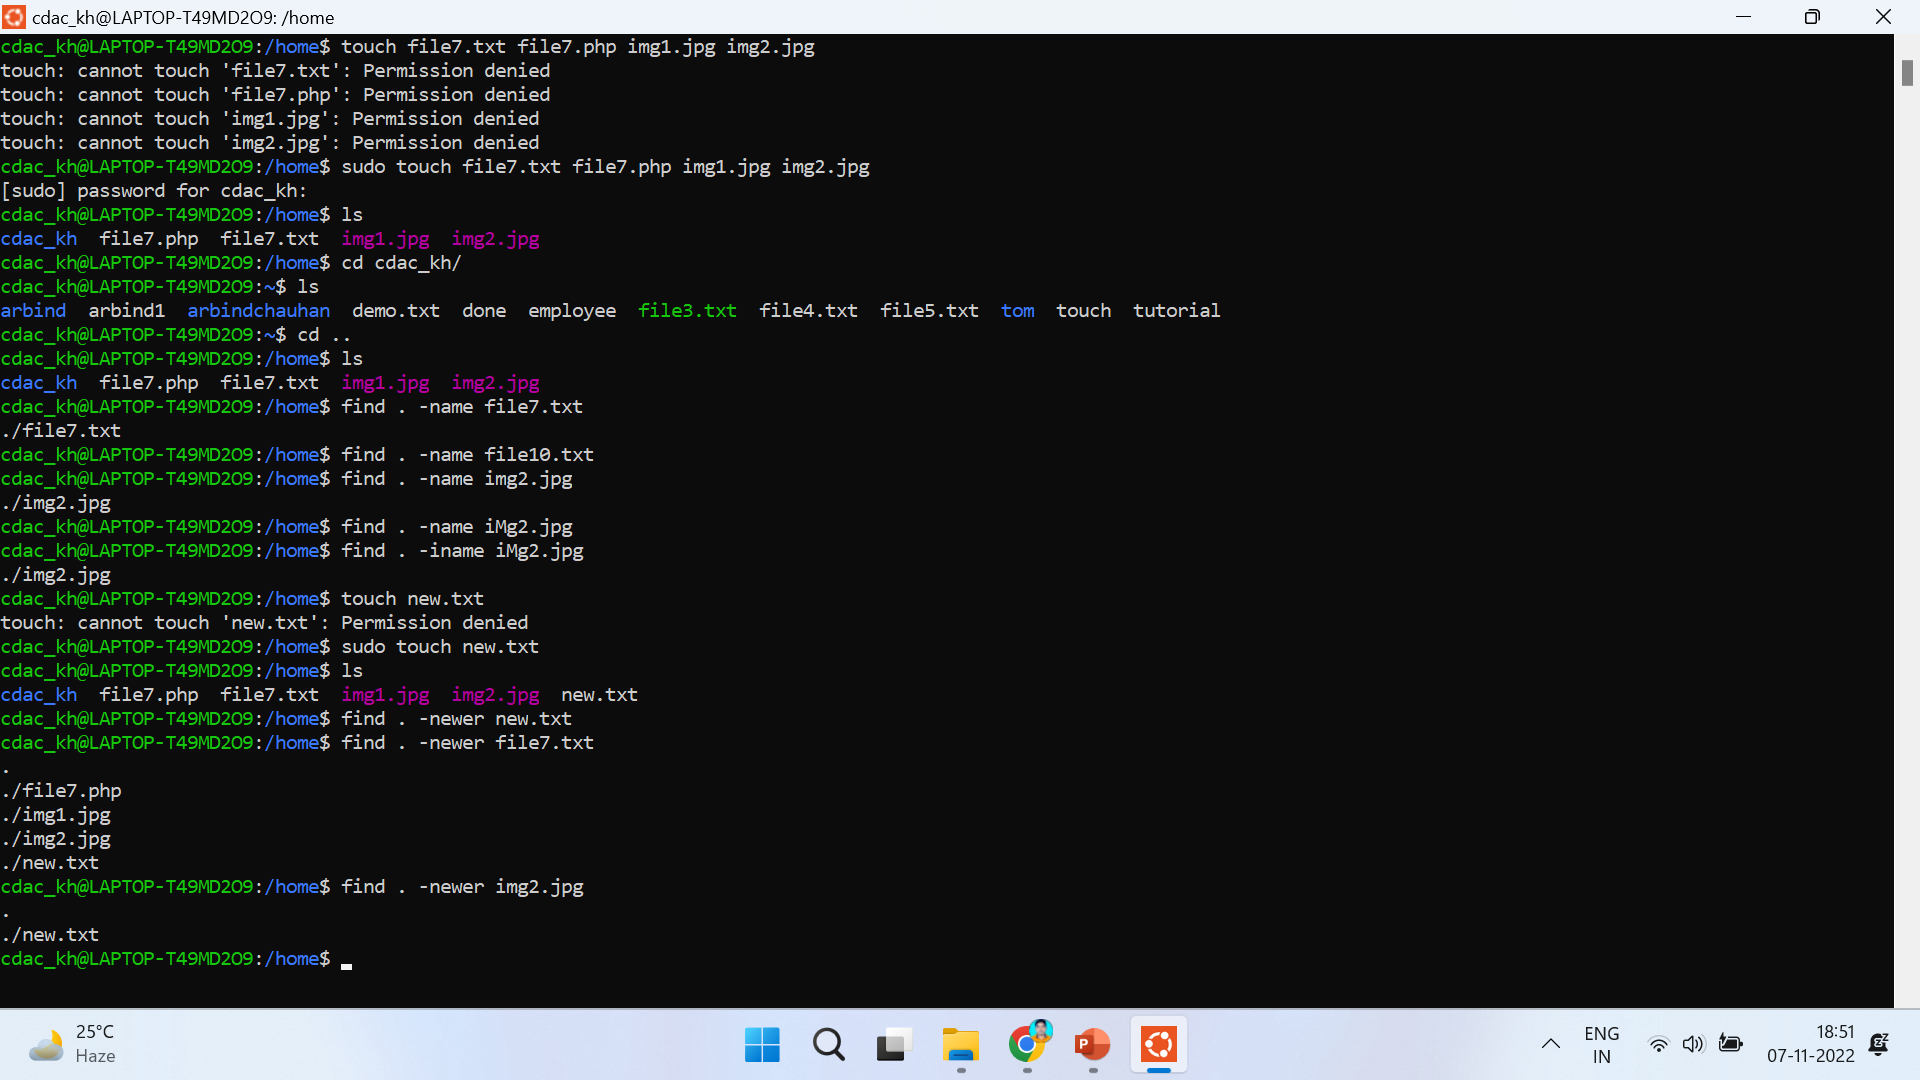 cdac_kh@LAPTOP-T49MD2O9: /home
cdac_kh@LAPTOP-T49MD2O9:/home$ touch file7.txt file7.php img1.jpg img2.jpg
touch: cannot touch 'file7.txt': Permission denied
touch: cannot touch 'file7.php': Permission denied
touch: cannot touch 'img1.jpg': Permission denied
touch: cannot touch 'img2.jpg': Permission denied
cdac_kh@LAPTOP-T49MD2O9:/home$ sudo touch file7.txt file7.php img1.jpg img2.jpg
[sudo] password for cdac_kh:
cdac_kh@LAPTOP-T49MD2O9:/home$ ls
cdac_kh  file7.php  file7.txt  img1.jpg  img2.jpg
cdac_kh@LAPTOP-T49MD2O9:/home$ cd cdac_kh/
cdac_kh@LAPTOP-T49MD2O9:~$ ls
arbind  arbind1  arbindchauhan  demo.txt  done  employee  file3.txt  file4.txt  file5.txt  tom  touch  tutorial
cdac_kh@LAPTOP-T49MD2O9:~$ cd ..
cdac_kh@LAPTOP-T49MD2O9:/home$ ls
cdac_kh  file7.php  file7.txt  img1.jpg  img2.jpg
cdac_kh@LAPTOP-T49MD2O9:/home$ find . -name file7.txt
./file7.txt
cdac_kh@LAPTOP-T49MD2O9:/home$ find . -name file10.txt
cdac_kh@LAPTOP-T49MD2O9:/home$ find . -name img2.jpg
./img2.jpg
cdac_kh@LAPTOP-T49MD2O9:/home$ find . -name iMg2.jpg
cdac_kh@LAPTOP-T49MD2O9:/home$ find . -iname iMg2.jpg
./img2.jpg
cdac_kh@LAPTOP-T49MD2O9:/home$ touch new.txt
touch: cannot touch 'new.txt': Permission denied
cdac_kh@LAPTOP-T49MD2O9:/home$ sudo touch new.txt
cdac_kh@LAPTOP-T49MD2O9:/home$ ls
cdac_kh  file7.php  file7.txt  img1.jpg  img2.jpg  new.txt
cdac_kh@LAPTOP-T49MD2O9:/home$ find . -newer new.txt
cdac_kh@LAPTOP-T49MD2O9:/home$ find . -newer file7.txt
.
./file7.php
./img1.jpg
./img2.jpg
./new.txt
cdac_kh@LAPTOP-T49MD2O9:/home$ find . -newer img2.jpg
.
./new.txt
cdac_kh@LAPTOP-T49MD2O9:/home$
25°C
Haze
P
ENG
IN
18:51
07-11-2022